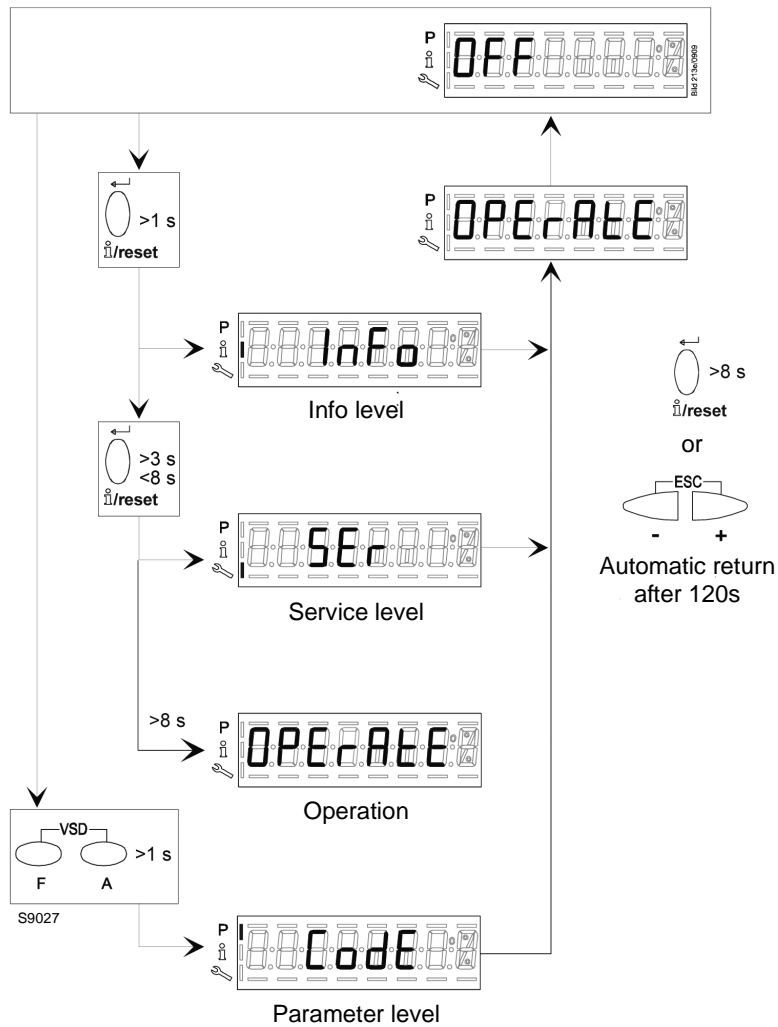 P
OFF
Bild 213e/0909
>1 s
i/reset
P
OPErAtE
P
InFo
Info level
>8 s
i/reset
or
ESC
- +
Automatic return
after 120s
>3 s
<8 s
i/reset
P
SEr
Service level
>8 s
P
OPErAtE
Operation
VSD
>1 s
F A
S9027
P
CodE
Parameter level